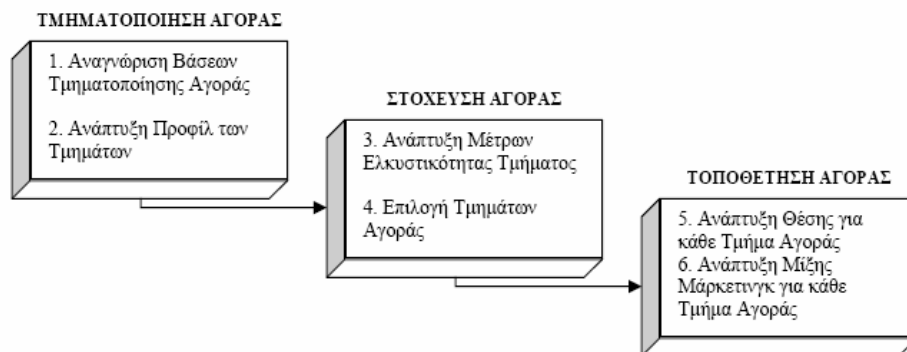 ΤΜΗΜΑΤΟΠΟΙΗΣΗ ΑΓΟΡΑΣ
1. Αναγνώριση Βάσεων
Τμηματοποίησης Αγοράς
2. Ανάπτυξη Προφίλ των
Τμημάτων
ΣΤΟΧΕΥΣΗ ΑΓΟΡΑΣ
3. Ανάπτυξη Μέτρων
Ελκυστικότητας Τμήματος
4. Επιλογή Τμημάτων
Αγοράς
ΤΟΠΟΘΕΤΗΣΗ ΑΓΟΡΑΣ
5. Ανάπτυξη Θέσης για
κάθε Τμήμα Αγοράς
6. Ανάπτυξη Μίξης
Μάρκετινγκ για κάθε
Τμήμα Αγοράς